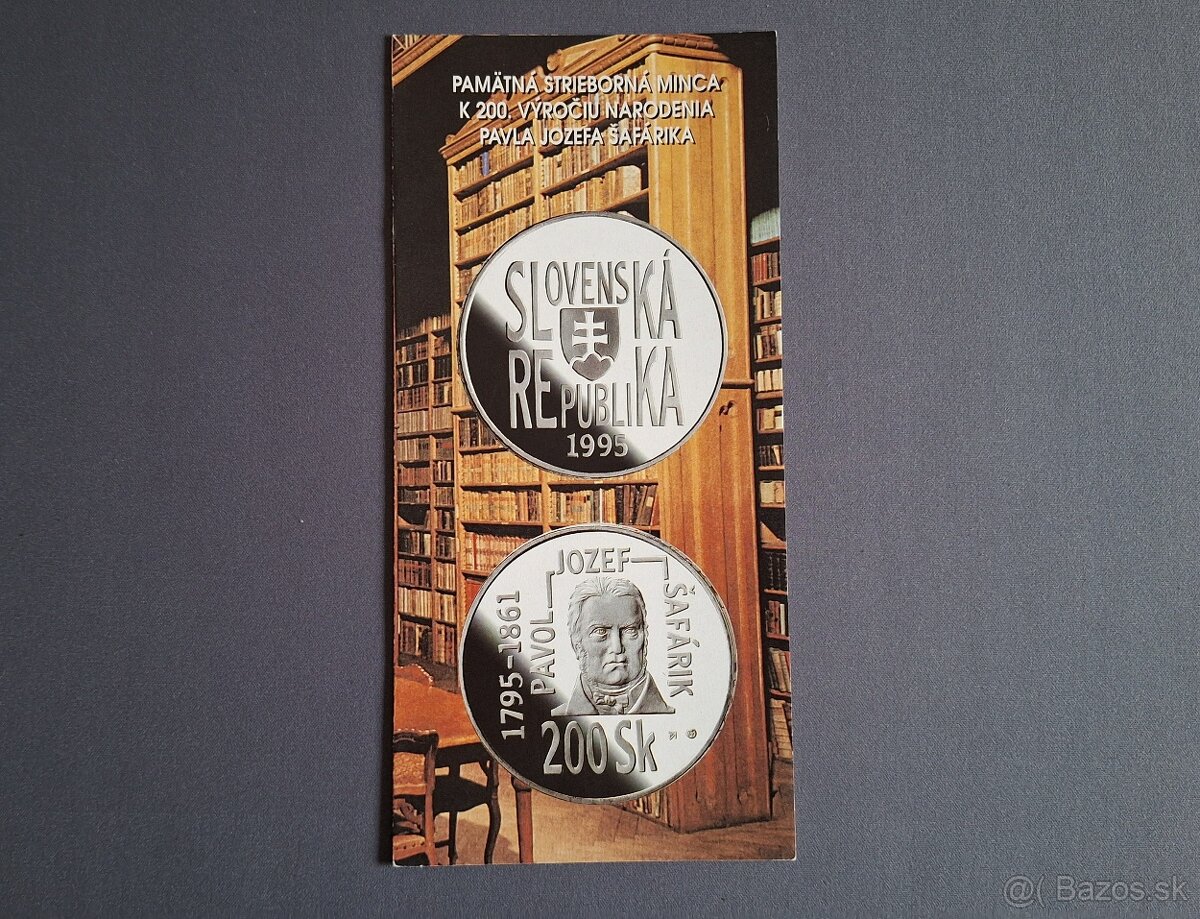 PAMÄTNÁ STRIEBORNÁ MINCA
K 200. VÝROČIU NARODENIA
PAVLA JOZEFA ŠAFÁRIKA
SLOVENSKÁ
REPUBLIKA
1995
1795-1861
PAVOL
JOZEF
ŠAFÁRIK
200 Sk
@( Bazos.sk